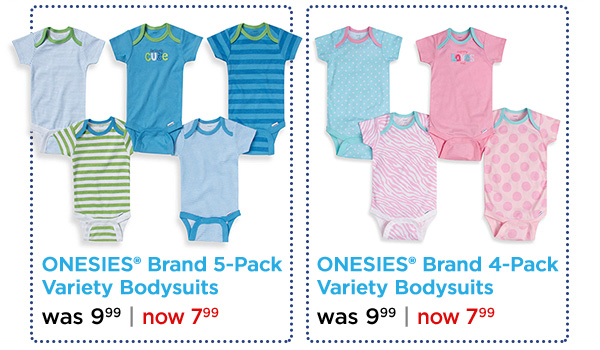 CUTE
ONESIES® Brand 5-Pack
Variety Bodysuits
was 9⁹⁹ | now 7⁹⁹
ONESIES® Brand 4-Pack
Variety Bodysuits
was 9⁹⁹ | now 7⁹⁹